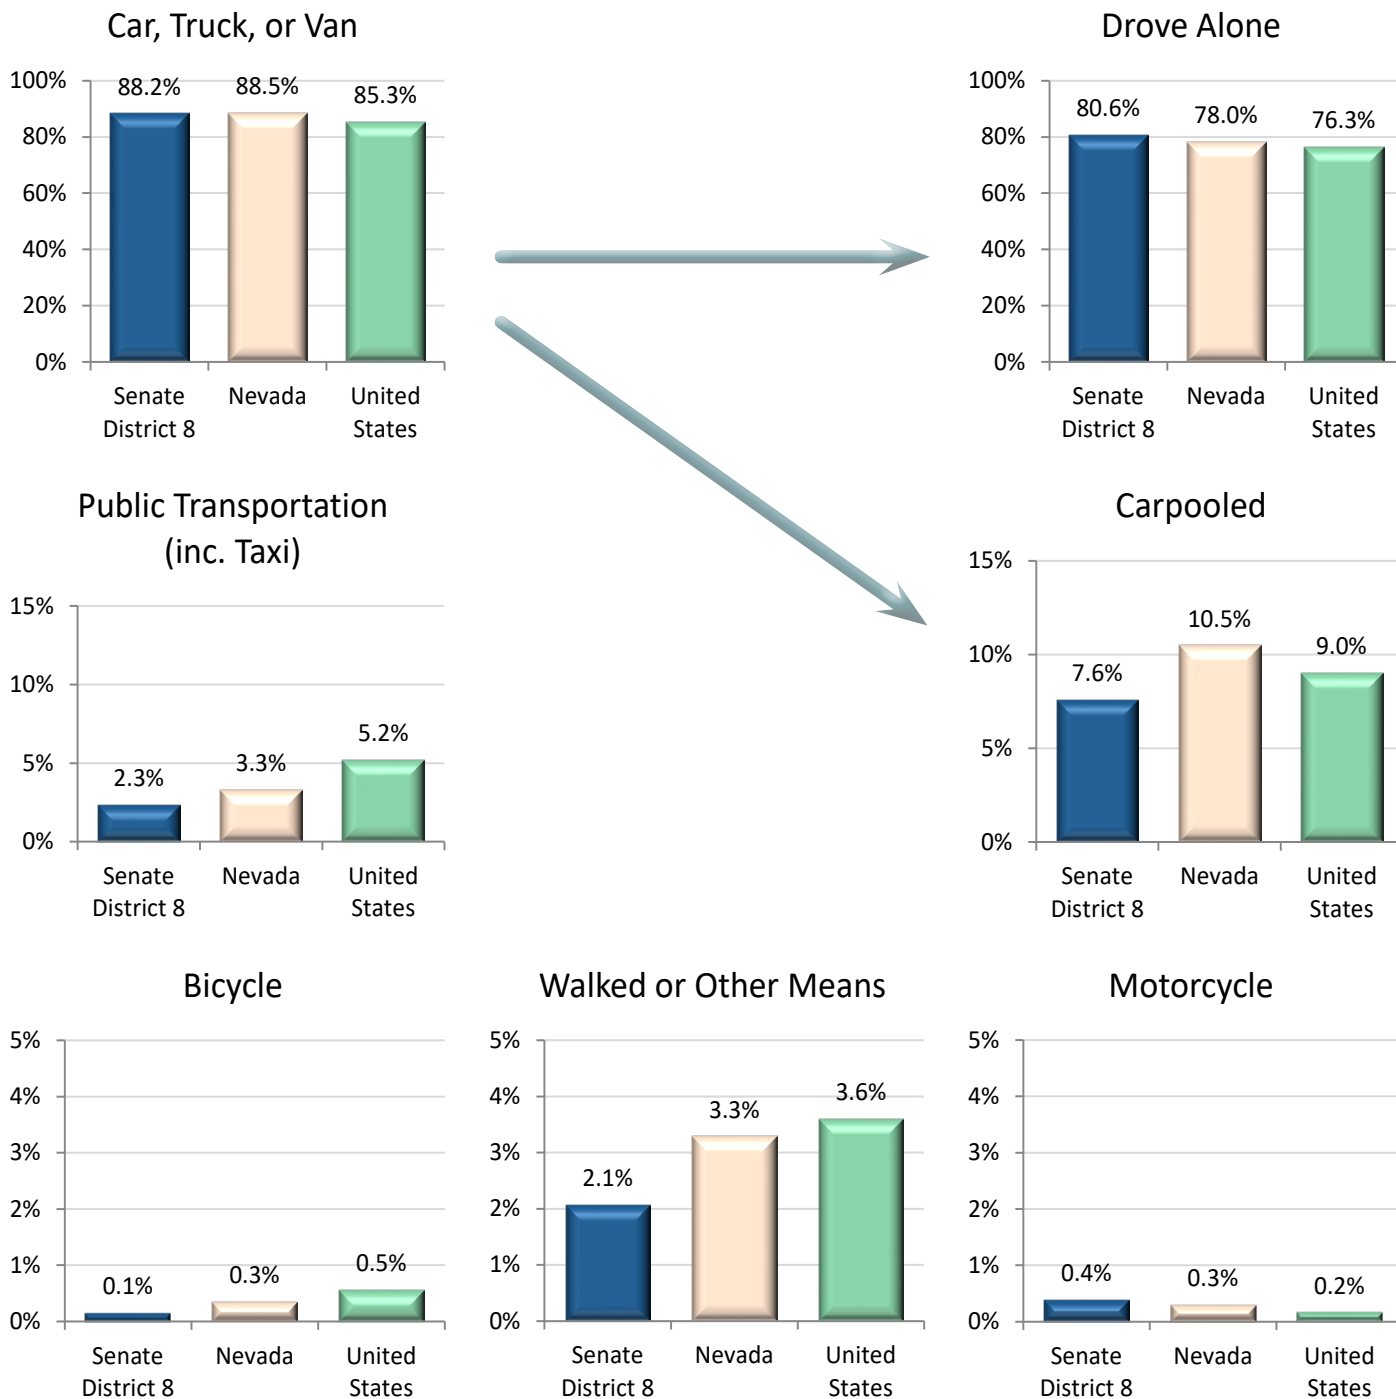 Car, Truck, or Van
100%
80%
60%
40%
20%
0%
88.2%
88.5%
85.3%
Senate
District 8
Nevada
United
States
Drove Alone
100%
80%
60%
40%
20%
0%
80.6%
78.0%
76.3%
Senate
District 8
Nevada
United
States
Public Transportation
(inc. Taxi)
15%
10%
5%
0%
2.3%
3.3%
5.2%
Senate
District 8
Nevada
United
States
Carpooled
15%
10%
5%
0%
7.6%
10.5%
9.0%
Senate
District 8
Nevada
United
States
Bicycle
5%
4%
3%
2%
1%
0%
0.1%
0.3%
0.5%
Senate
District 8
Nevada
United
States
Walked or Other Means
5%
4%
3%
2%
1%
0%
2.1%
3.3%
3.6%
Senate
District 8
Nevada
United
States
Motorcycle
5%
4%
3%
2%
1%
0%
0.4%
0.3%
0.2%
Senate
District 8
Nevada
United
States